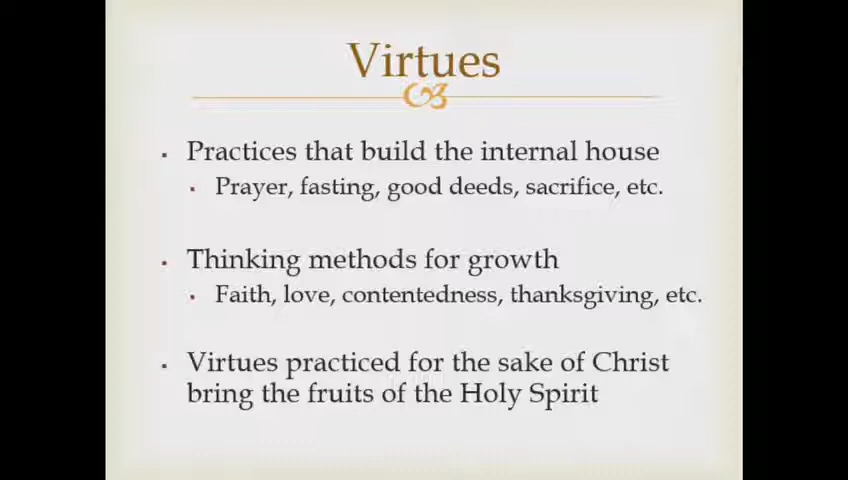 Virtues
Practices that build the internal house
Prayer, fasting, good deeds, sacrifice, etc.
Thinking methods for growth
Faith, love, contentedness, thanksgiving, etc.
Virtues practiced for the sake of Christ
bring the fruits of the Holy Spirit